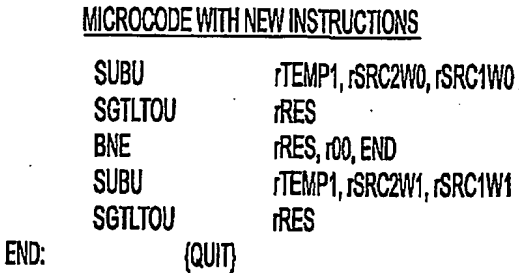 MICROCODE WITH NEW INSTRUCTIONS
SUBU rTEMP1, rSRC2W0, rSRC1W0
SGTLTOU rRES
BNE rRES, r00, END
SUBU rTEMP1, rSRC2W1, rSRC1W1
SGTLTOU rRES
END: {QUIT}